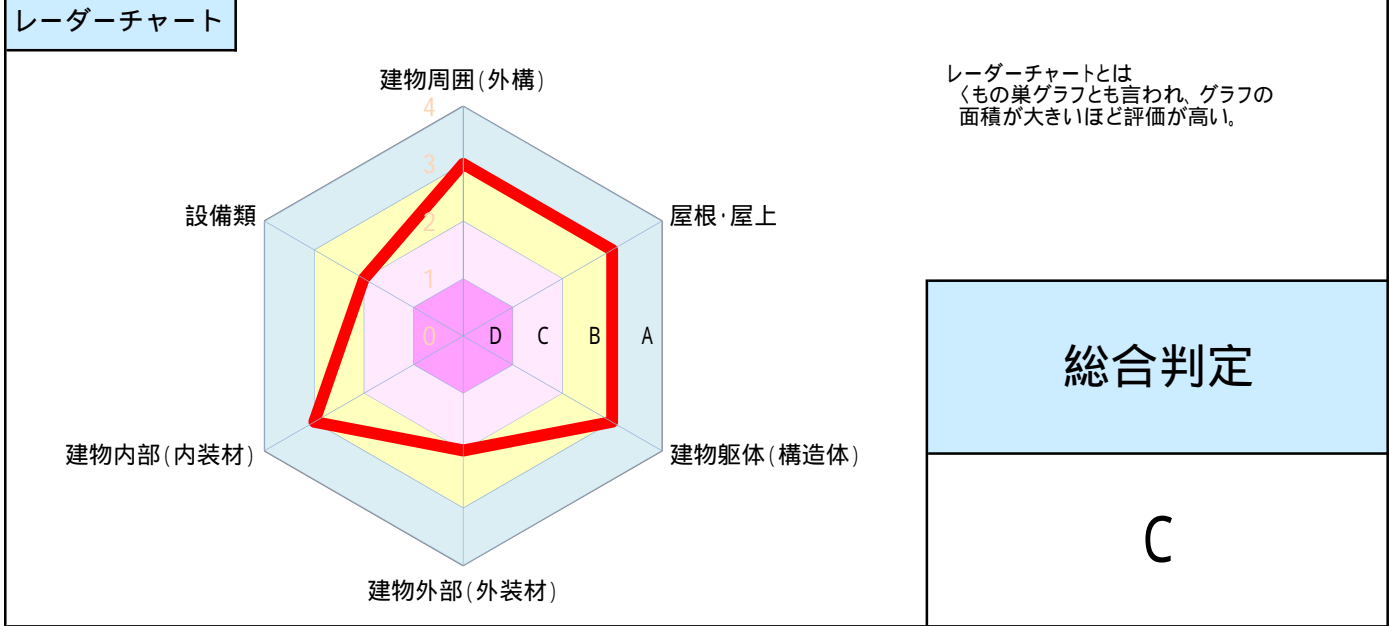 レーダーチャート
建物周囲(外構)
レーダーチャートとは
くもの巣グラフとも言われ、グラフの
面積が大きいほど評価が高い。
4
3
設備類
2
屋根・屋上
1
0
D
C
B
A
総合判定
建物内部(内装材)
建物躯体(構造体)
C
建物外部(外装材)